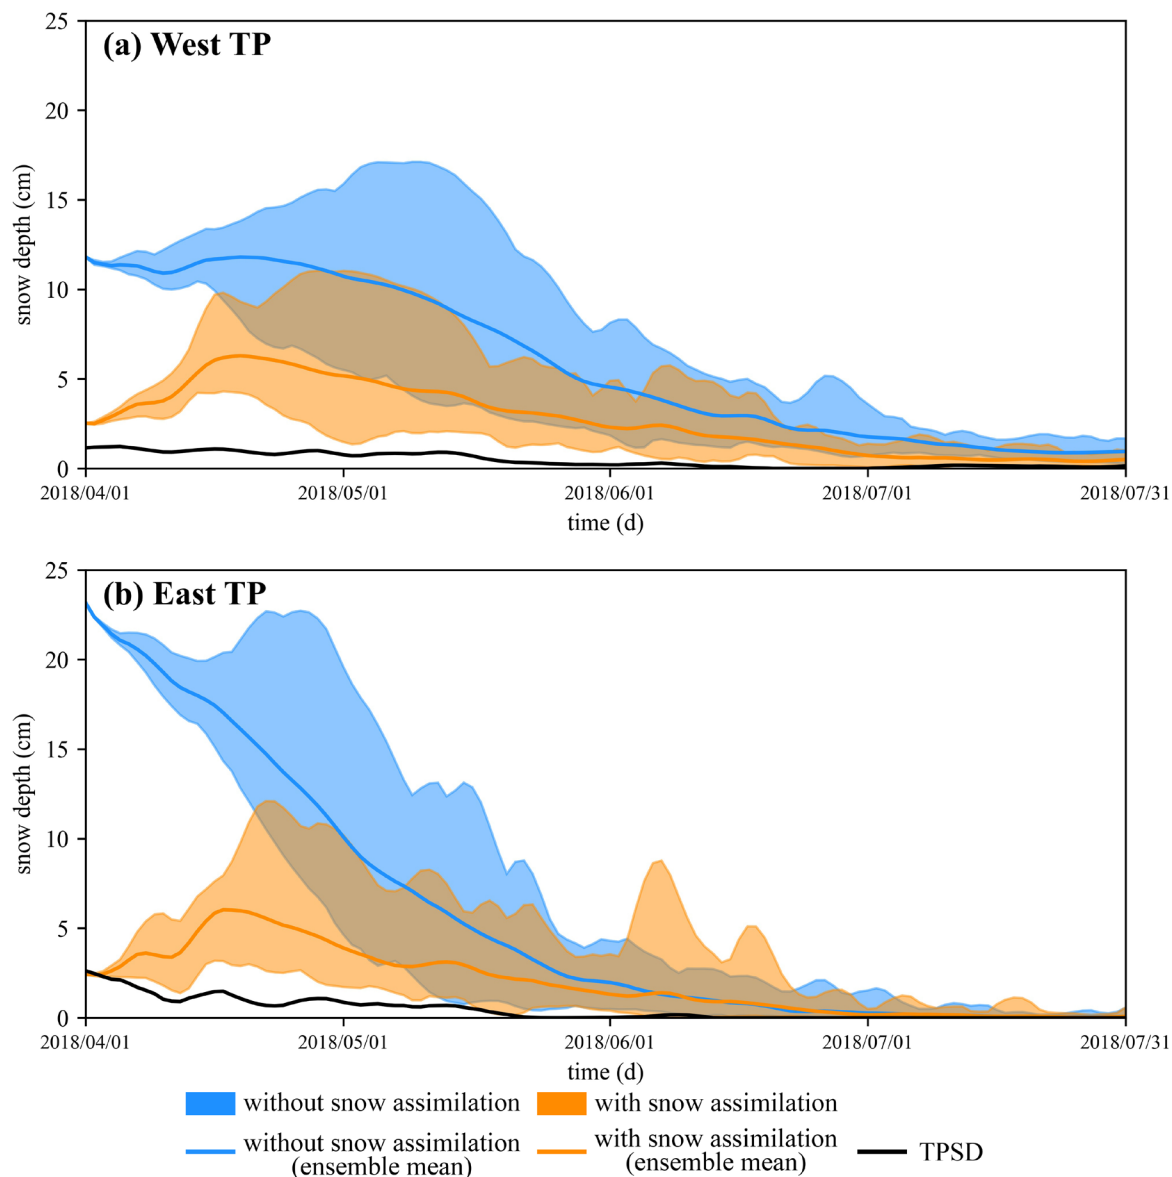 (a) West TP
25
20
15
10
5
0
snow depth (cm)
2018/04/01 2018/05/01 2018/06/01 2018/07/01 2018/07/31
time (d)
(b) East TP
25
20
15
10
5
0
snow depth (cm)
2018/04/01 2018/05/01 2018/06/01 2018/07/01 2018/07/31
time (d)
without snow assimilation with snow assimilation
without snow assimilation (ensemble mean) with snow assimilation (ensemble mean) TPSD